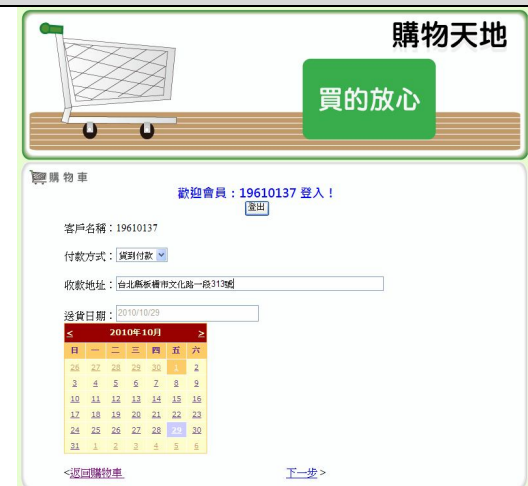 購物天地
買的放心
購物車
歡迎會員：19610137 登入！
登出
客戶名稱：19610137
付款方式：貨到付款
收款地址：台北縣板橋市文化路一段313號
送貨日期：2010/10/29
< 2010年10月 >
日 一 二 三 四 五 六
26 27 28 29 30 1 2
3 4 5 6 7 8 9
10 11 12 13 14 15 16
17 18 19 20 21 22 23
24 25 26 27 28 29 30
31 1 2 3 4 5 6
<返回購物車 下一步>